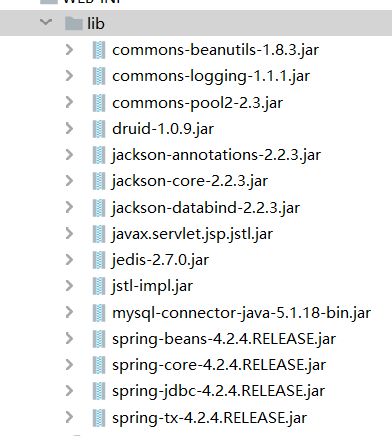 WEB-INF
lib
commons-beanutils-1.8.3.jar
commons-logging-1.1.1.jar
commons-pool2-2.3.jar
druid-1.0.9.jar
jackson-annotations-2.2.3.jar
jackson-core-2.2.3.jar
jackson-databind-2.2.3.jar
javax.servlet.jsp.jstl.jar
jedis-2.7.0.jar
jstl-impl.jar
mysql-connector-java-5.1.18-bin.jar
spring-beans-4.2.4.RELEASE.jar
spring-core-4.2.4.RELEASE.jar
spring-jdbc-4.2.4.RELEASE.jar
spring-tx-4.2.4.RELEASE.jar